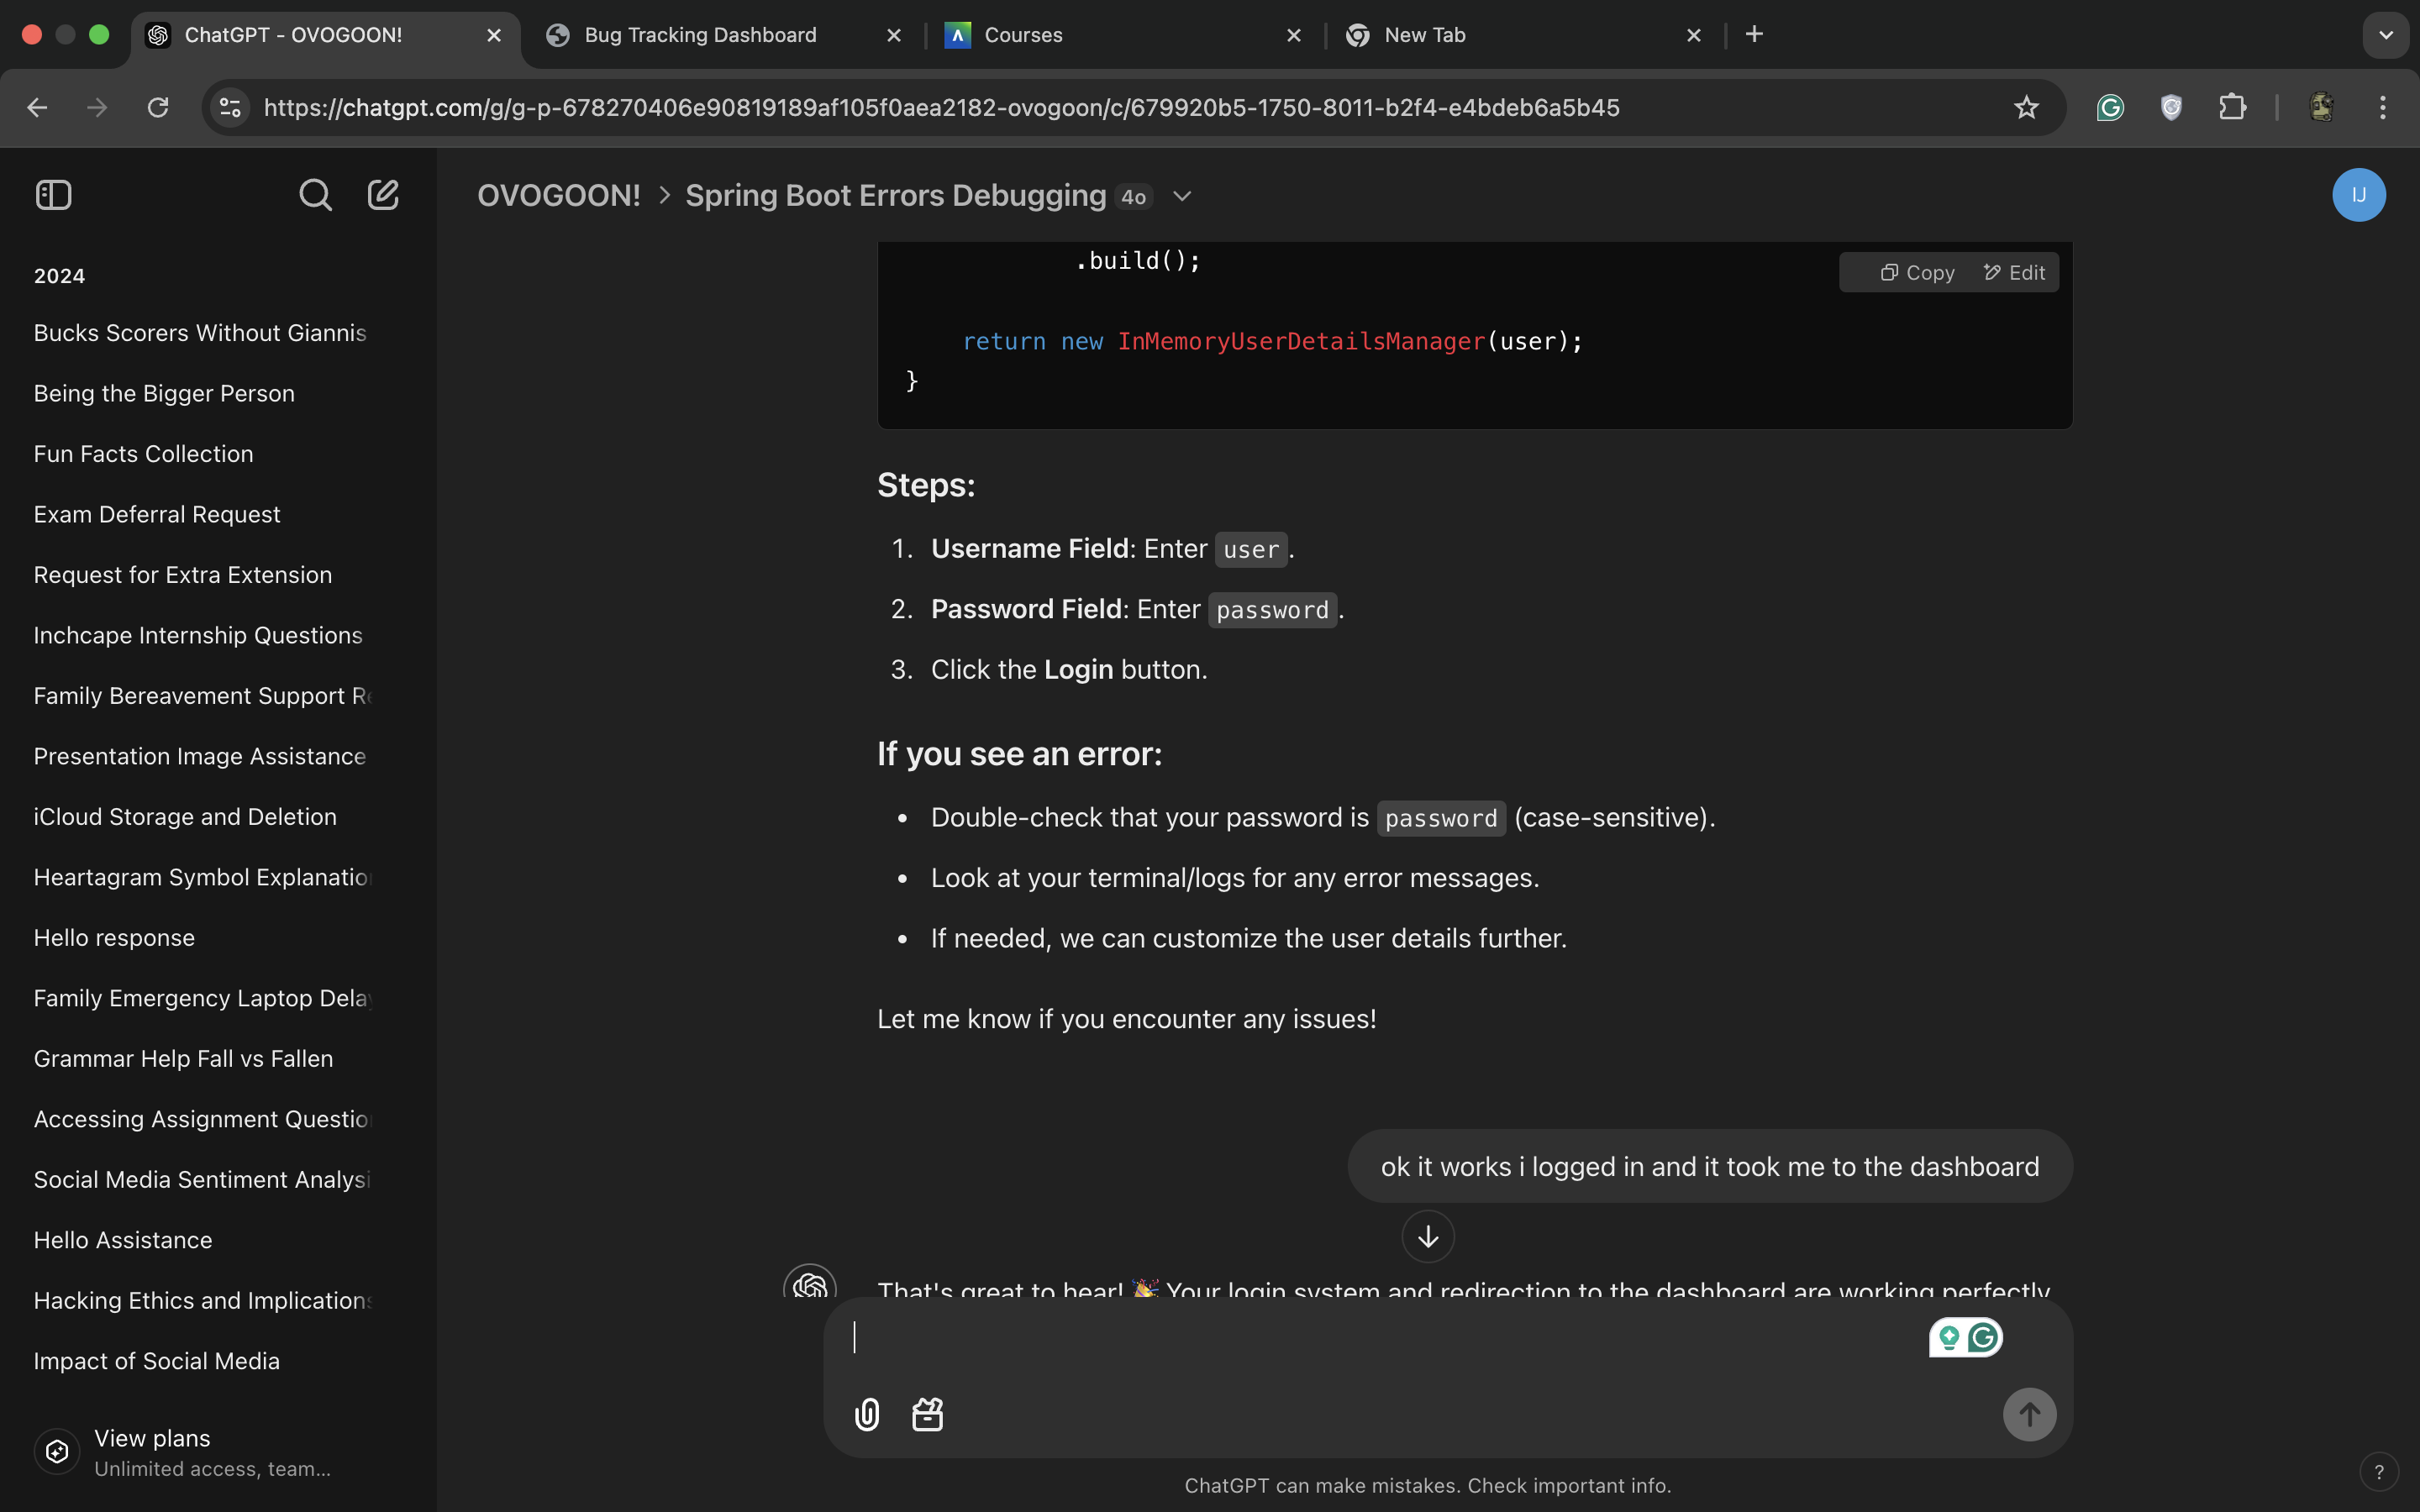 ChatGPT - OVOGOON!
Bug Tracking Dashboard
Courses
New Tab
https://chatgpt.com/g/g-p-678270406e90819189af105f0aea2182-ovogoon/c/679920b5-1750-8011-b2f4-e4bdeb6a5b45
2024
Bucks Scorers Without Giannis
Being the Bigger Person
Fun Facts Collection
Exam Deferral Request
Request for Extra Extension
Inchcape Internship Questions
Family Bereavement Support Re
Presentation Image Assistance
iCloud Storage and Deletion
Heartagram Symbol Explanation
Hello response
Family Emergency Laptop Delay
Grammar Help Fall vs Fallen
Accessing Assignment Questio
Social Media Sentiment Analysi
Hello Assistance
Hacking Ethics and Implications
Impact of Social Media
View plans
Unlimited access, team...
OVOGOON! > Spring Boot Errors Debugging 4o
IJ
.build();
Copy Edit
return new InMemoryUserDetailsManager(user);
}
Steps:
1. Username Field: Enter user.
2. Password Field: Enter password.
3. Click the Login button.
If you see an error:
• Double-check that your password is password (case-sensitive).
• Look at your terminal/logs for any error messages.
• If needed, we can customize the user details further.
Let me know if you encounter any issues!
ok it works i logged in and it took me to the dashboard
That's great to hear! 🎉 Your login system and redirection to the dashboard are working perfectly
ChatGPT can make mistakes. Check important info.
?